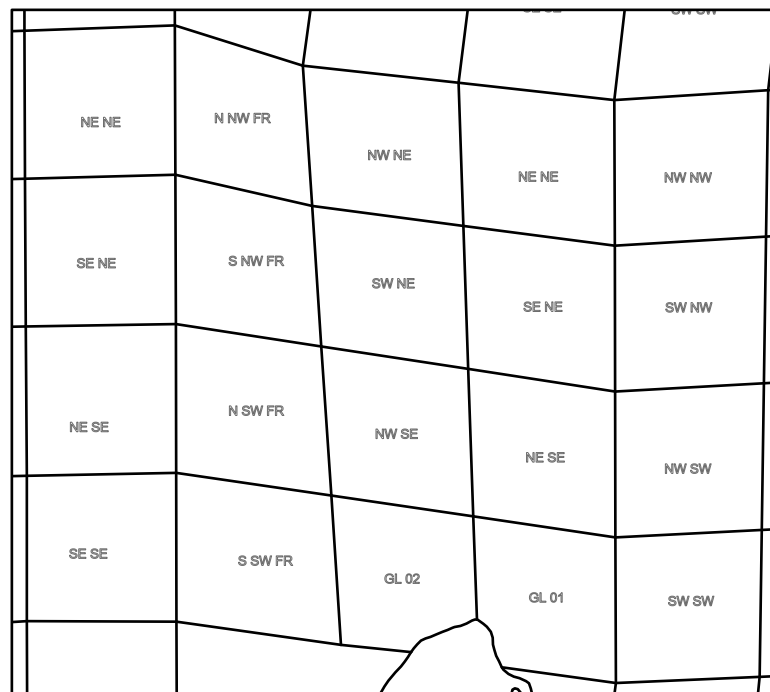 SW SW
NE NE
N NW FR
NW NE
NE NE
NW NW
SE NE
S NW FR
SW NE
SE NE
SW NW
NE SE
N SW FR
NW SE
NE SE
NW SW
SE SE
S SW FR
GL 02
GL 01
SW SW